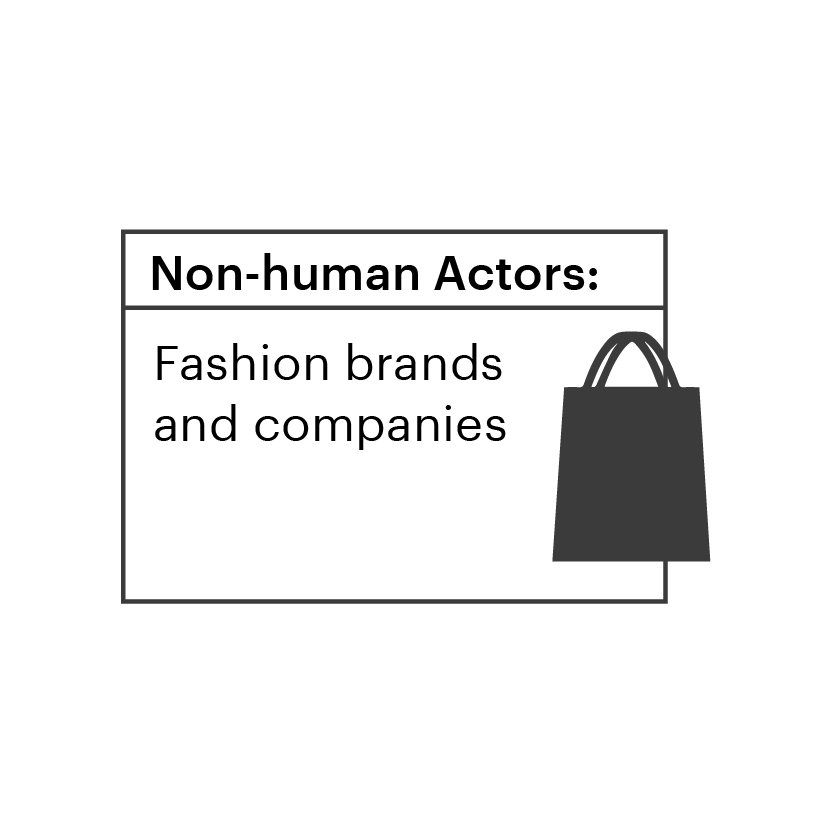 Non-human Actors:
Fashion brands
and companies